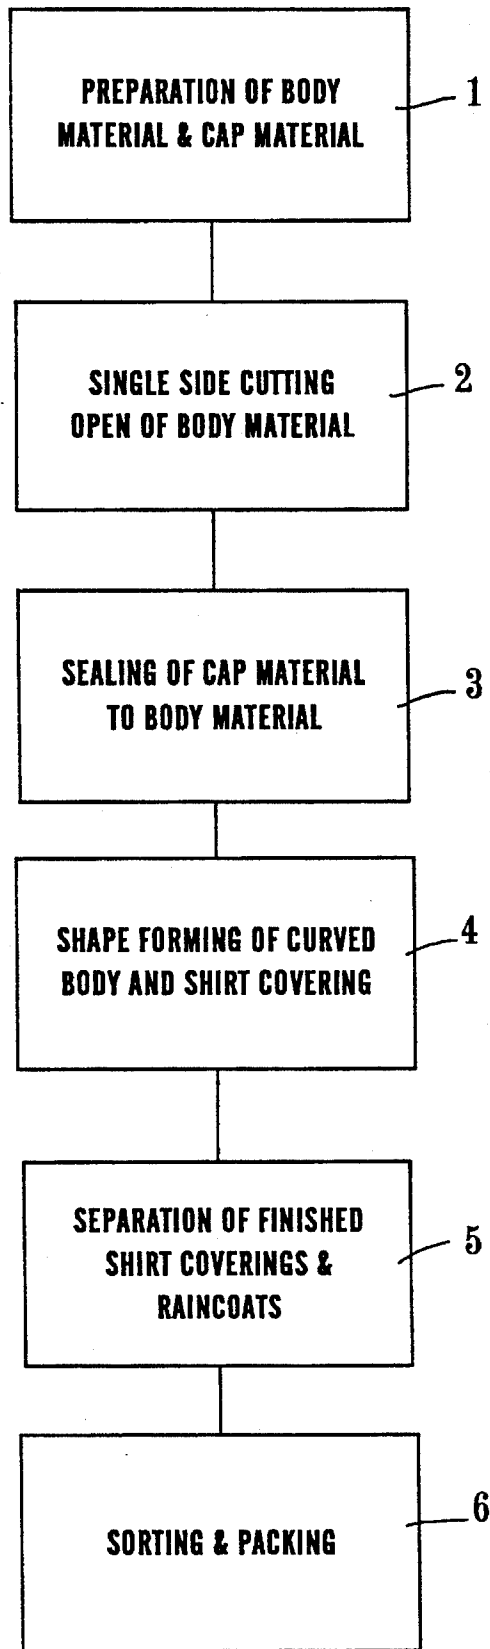 PREPARATION OF BODY
MATERIAL & CAP MATERIAL
1
SINGLE SIDE CUTTING
OPEN OF BODY MATERIAL
2
SEALING OF CAP MATERIAL
TO BODY MATERIAL
3
SHAPE FORMING OF CURVED
BODY AND SHIRT COVERING
4
SEPARATION OF FINISHED
SHIRT COVERINGS &
RAINCOATS
5
SORTING & PACKING
6